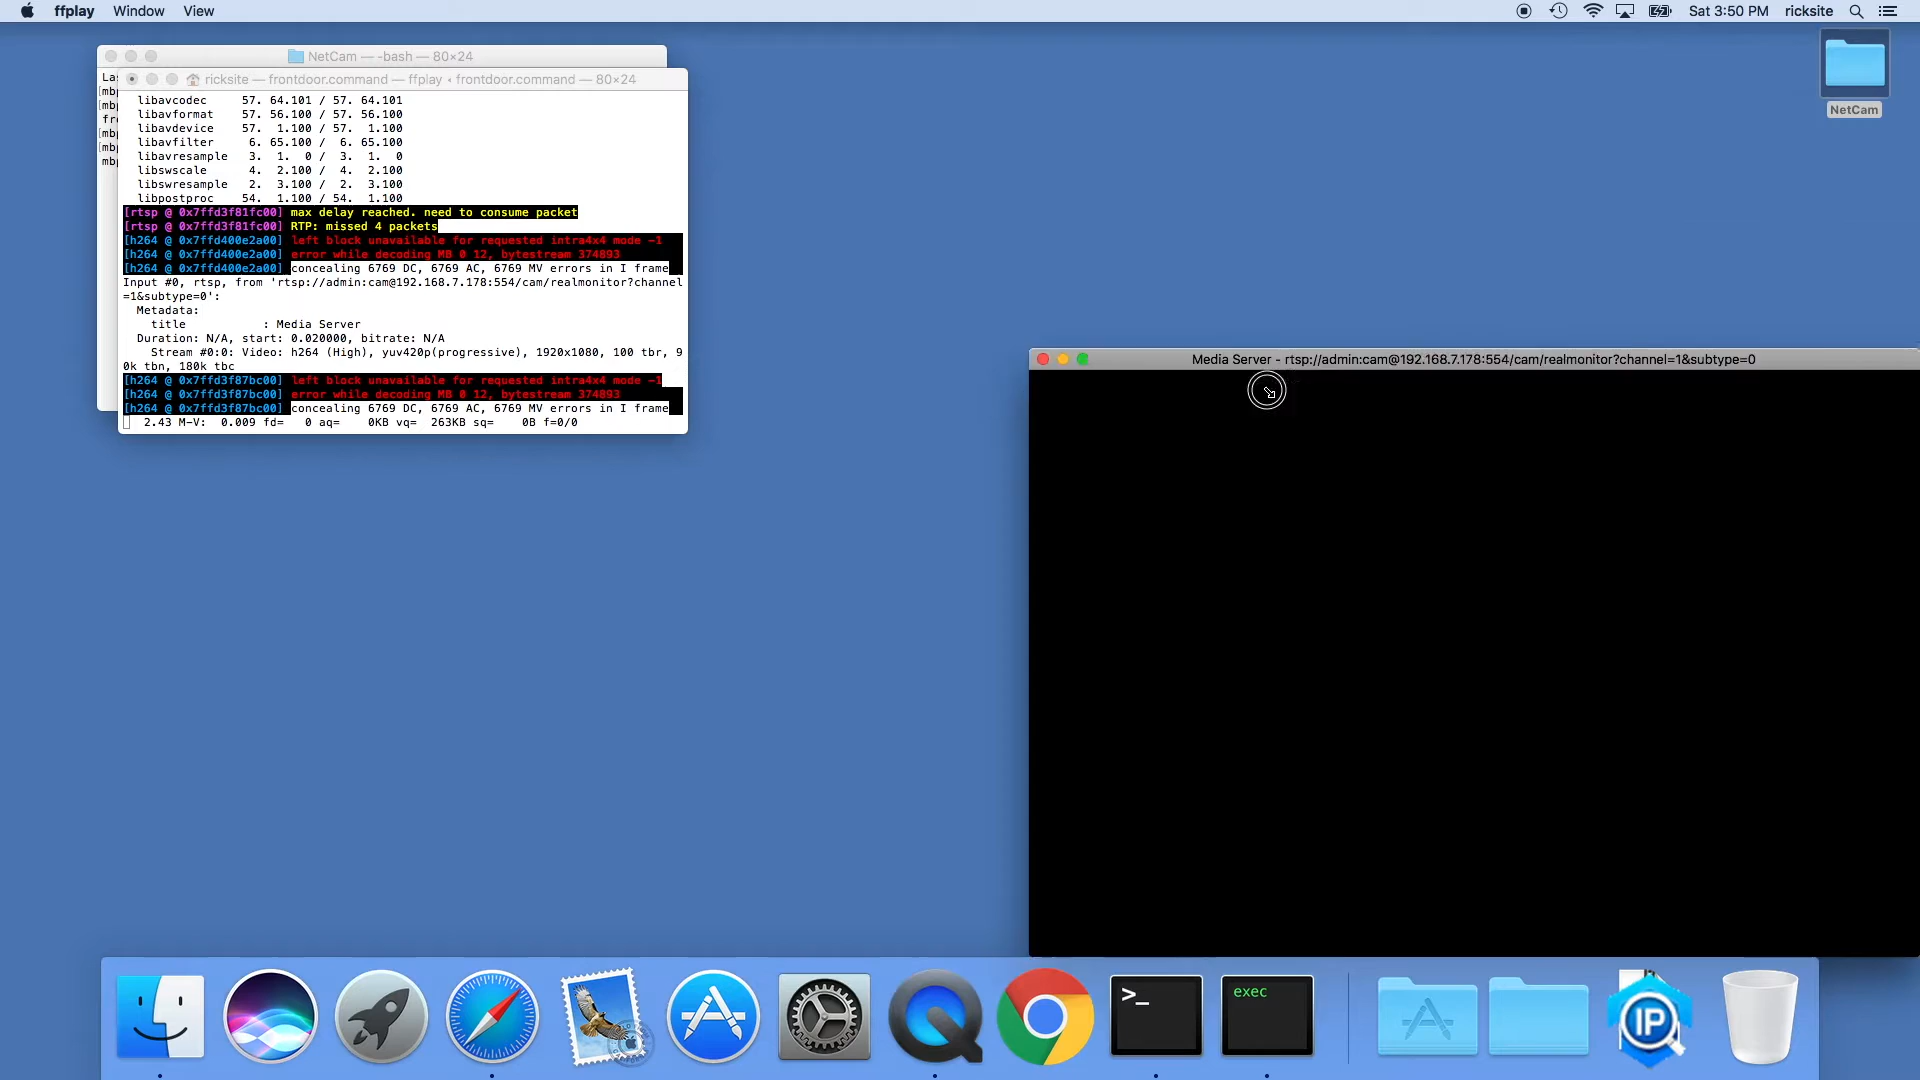 ffplay Window View
Sat 3:50 PM ricksite
NetCam
NetCam — -bash — 80×24
Las
[mbp
[mbp
fro
[mbp
[mbp
mbp
ricksite — frontdoor.command — ffplay ◂ frontdoor.command — 80×24
libavcodec 57. 64.101 / 57. 64.101
libavformat 57. 56.100 / 57. 56.100
libavdevice 57. 1.100 / 57. 1.100
libavfilter 6. 65.100 / 6. 65.100
libavresample 3. 1. 0 / 3. 1. 0
libswscale 4. 2.100 / 4. 2.100
libswresample 2. 3.100 / 2. 3.100
libpostproc 54. 1.100 / 54. 1.100
[rtsp @ 0x7ffd3f81fc00] max delay reached. need to consume packet
[rtsp @ 0x7ffd3f81fc00] RTP: missed 4 packets
[h264 @ 0x7ffd400e2a00] left block unavailable for requested intra4x4 mode -1
[h264 @ 0x7ffd400e2a00] error while decoding MB 0 12, bytestream 374893
[h264 @ 0x7ffd400e2a00] concealing 6769 DC, 6769 AC, 6769 MV errors in I frame
Input #0, rtsp, from 'rtsp://admin:cam@192.168.7.178:554/cam/realmonitor?channel
=1&subtype=0':
Metadata:
title : Media Server
Duration: N/A, start: 0.020000, bitrate: N/A
Stream #0:0: Video: h264 (High), yuv420p(progressive), 1920x1080, 100 tbr, 9
0k tbn, 180k tbc
[h264 @ 0x7ffd3f87bc00] left block unavailable for requested intra4x4 mode -1
[h264 @ 0x7ffd3f87bc00] error while decoding MB 0 12, bytestream 374893
[h264 @ 0x7ffd3f87bc00] concealing 6769 DC, 6769 AC, 6769 MV errors in I frame
2.43 M-V: 0.009 fd= 0 aq= 0KB vq= 263KB sq= 0B f=0/0
Media Server - rtsp://admin:cam@192.168.7.178:554/cam/realmonitor?channel=1&subtype=0
>_
exec
IP